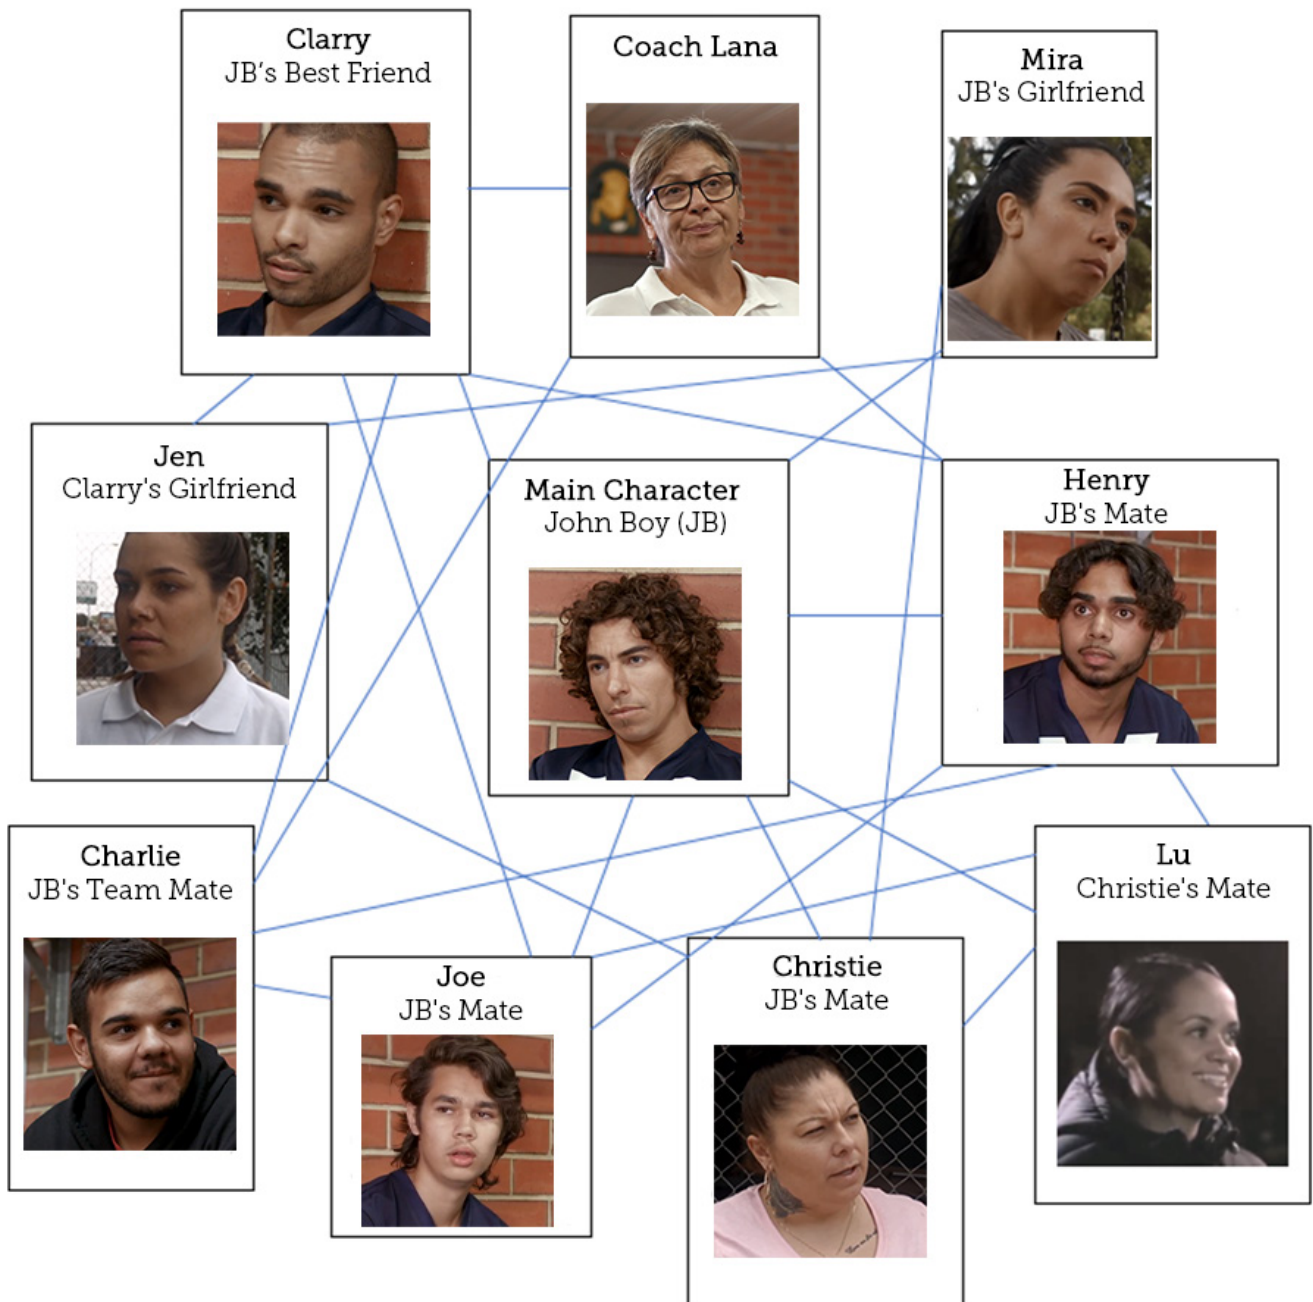 Clarry
JB's Best Friend
Coach Lana
Mira
JB's Girlfriend
Jen
Clarry's Girlfriend
Main Character
John Boy (JB)
Henry
JB's Mate
Charlie
JB's Team Mate
Joe
JB's Mate
Christie
JB's Mate
Lu
Christie's Mate